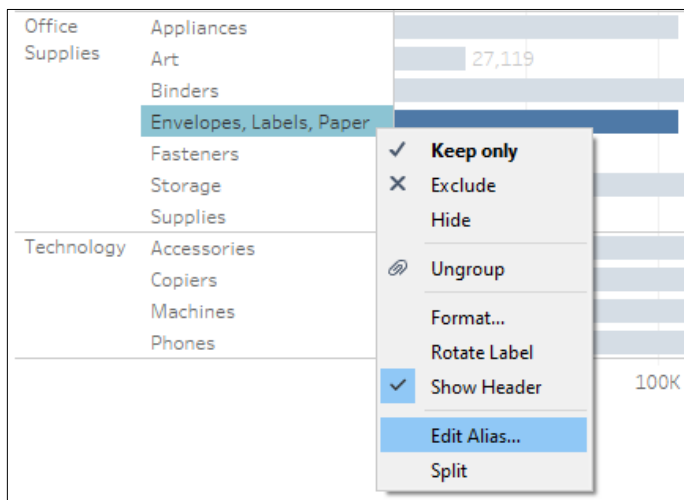 Office
Supplies
Appliances
Art
27,119
Binders
Envelopes, Labels, Paper
Fasteners
Storage
Supplies
Technology
Accessories
Copiers
Machines
Phones
Keep only
Exclude
Hide
Ungroup
Format...
Rotate Label
Show Header
Edit Alias...
Split
100K